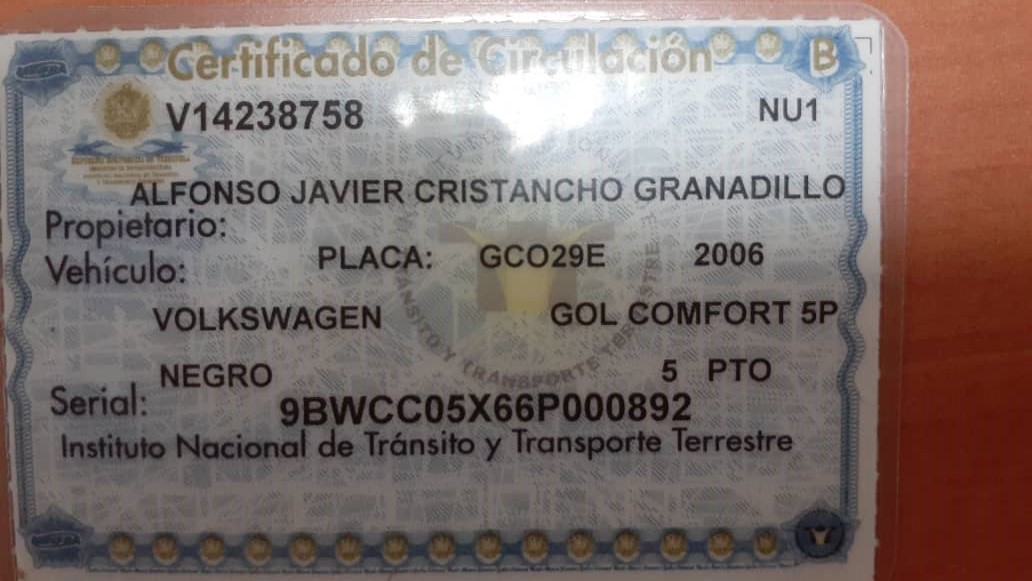 Certificado de Circulación B
V14238758 NU1
ALFONSO JAVIER CRISTANCHO GRANADILLO
Propietario:
Vehículo: PLACA: GCO29E 2006
VOLKSWAGEN GOL COMFORT 5P
NEGRO 5 PTO
Serial: 9BWCC05X66P000892
Instituto Nacional de Tránsito y Transporte Terrestre